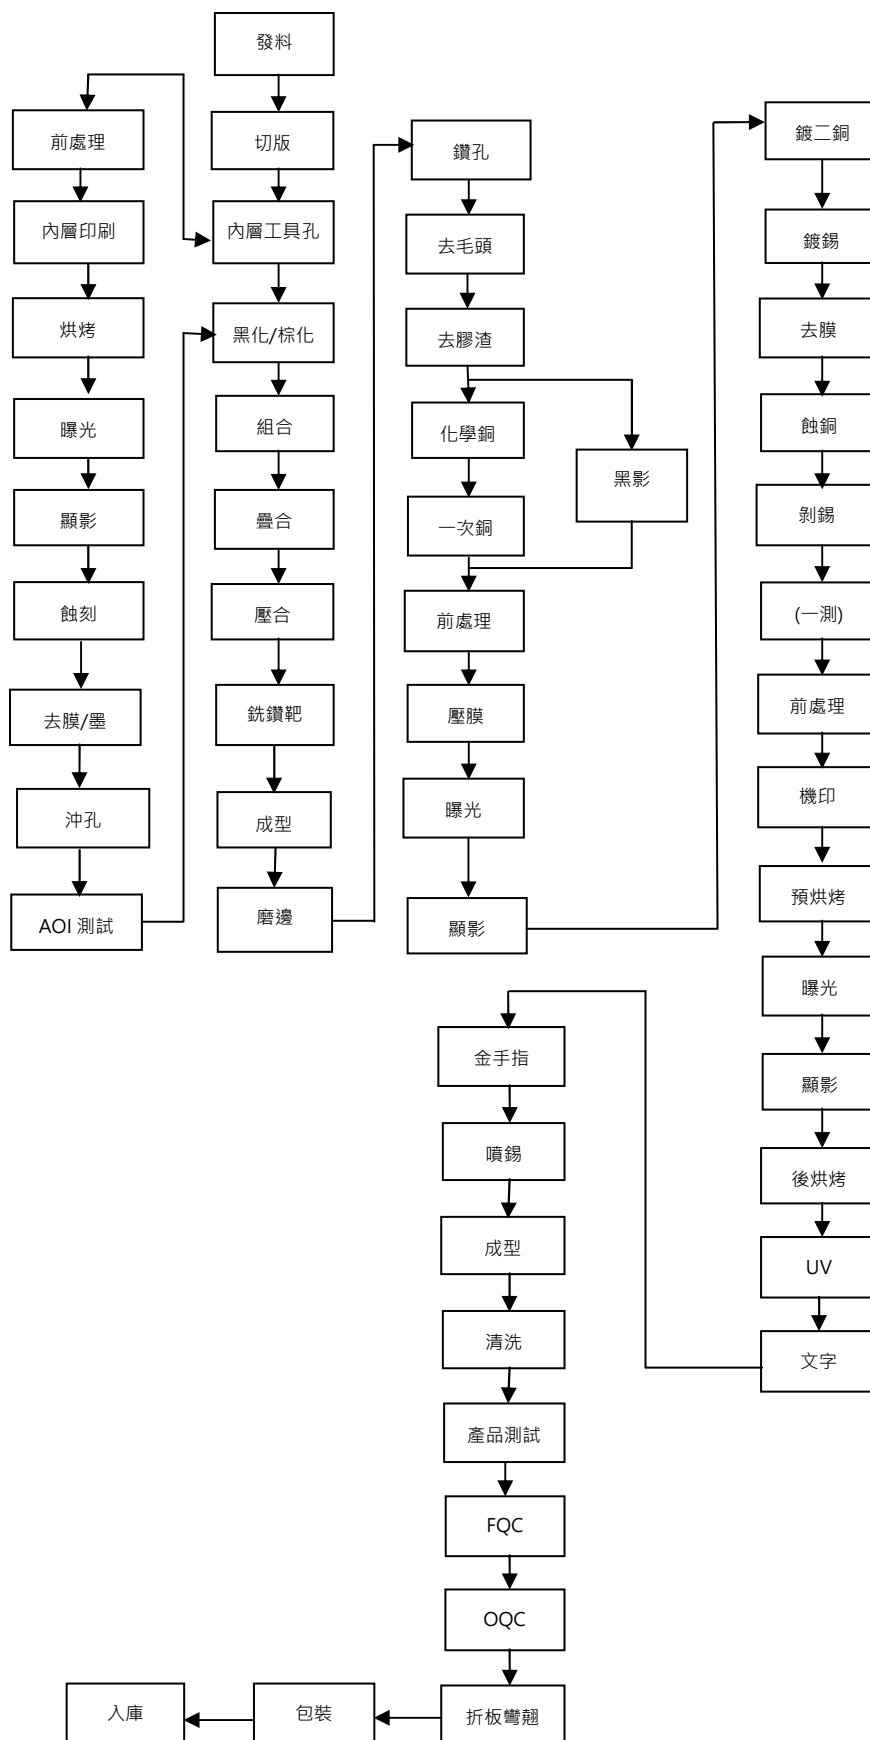 發料
切版
內層工具孔
前處理
內層印刷
烘烤
曝光
顯影
蝕刻
去膜/墨
沖孔
AOI 測試
黑化/棕化
組合
疊合
壓合
銑鑽靶
成型
磨邊
鑽孔
去毛頭
去膠渣
化學銅
一次銅
黑影
前處理
壓膜
曝光
顯影
鍍二銅
鍍錫
去膜
蝕銅
剝錫
(一測)
前處理
機印
預烘烤
曝光
顯影
後烘烤
UV
文字
金手指
噴錫
成型
清洗
產品測試
FQC
OQC
折板彎翹
包裝
入庫